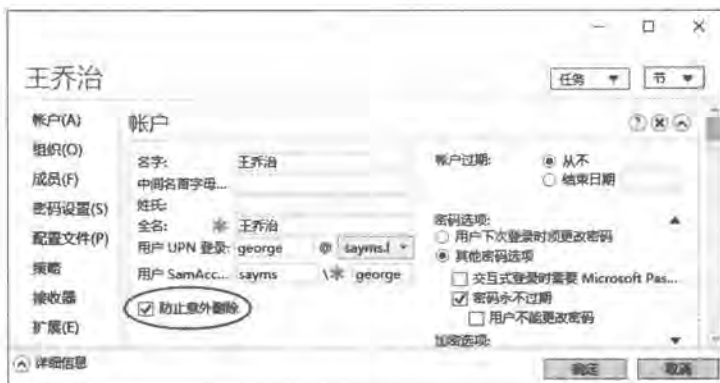 王乔治
任务 ▼ 节 ▼
帐户(A)
组织(O)
成员(F)
密码设置(S)
配置文件(P)
策略
接收器
扩展(E)
帐户
名字: 王乔治
中间名首字母...
姓氏:
全名: ✳ 王乔治
用户 UPN 登录: george @ sayms.l
用户 SamAcc... sayms \✳ george
防止意外删除
帐户过期: 从不
结束日期
密码选项:
用户下次登录时须更改密码
其他密码选项
交互式登录时需要 Microsoft Pas...
密码永不过期
用户不能更改密码
加密选项:
详细信息
确定 取消